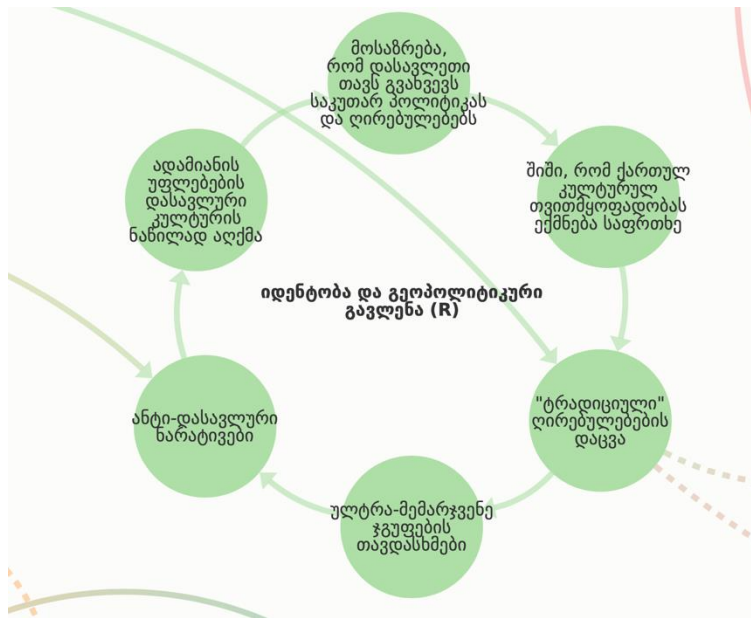 მოსაზრება,
რომ დასავლეთი
თავს გვახვევს
საკუთარ პოლიტიკას
და ღირებულებებს
შიში, რომ ქართულ
კულტურულ
თვითმყოფადობას
ექმნება საფრთხე
"ტრადიციული"
ღირებულებების
დაცვა
ულტრა-მემარჯვენე
ჯგუფების
თავდასხმები
ანტი-დასავლური
ნარატივები
ადამიანის
უფლებების
დასავლური
კულტურის
ნაწილად აღქმა
იდენტობა და გეოპოლიტიკური
გავლენა (R)